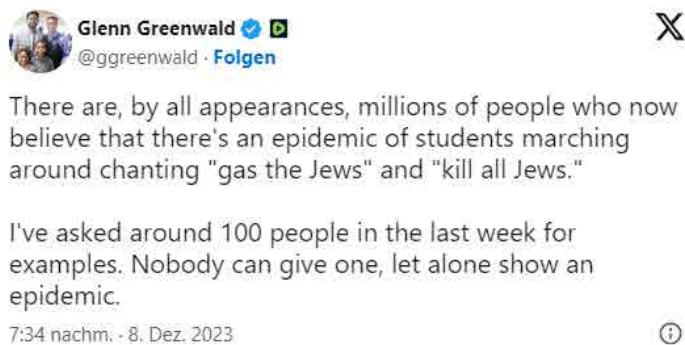 Glenn Greenwald
@ggreenwald · Folgen
There are, by all appearances, millions of people who now
believe that there's an epidemic of students marching
around chanting "gas the Jews" and "kill all Jews."
I've asked around 100 people in the last week for
examples. Nobody can give one, let alone show an
epidemic.
7:34 nachm. · 8. Dez. 2023